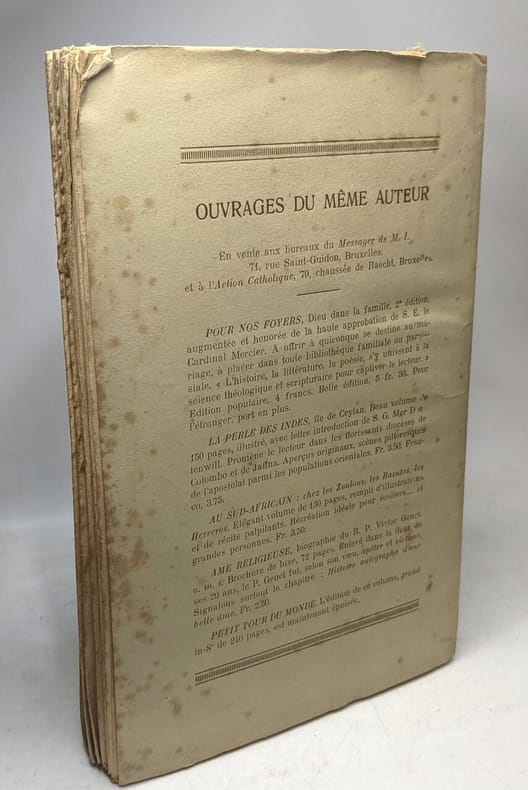 OUVRAGES DU MÊME AUTEUR
En vente aux bureaux du Messager de M. I.
71, rue Saint-Guidon, Bruxelles.
et à l'Action Catholique, 79, chaussée de Haecht, Bruxelles.
POUR NOS FOYERS, Dieu dans la famille, 2e édition,
augmentée et honorée de la haute approbation de S. E. le
Cardinal Mercier. A offrir à quiconque se destine au ma-
riage, à placer dans toute bibliothèque familiale ou parois-
siale. « L'histoire, la littérature, la poésie, s'y unissent à la
science théologique et scripturaire pour captiver le lecteur. »
Edition populaire, 4 francs. Belle édition, 5 fr. 50. Pour
l'étranger, port en plus.
LA PERLE DES INDES, île de Ceylan. Beau volume de
150 pages, illustré, avec lettre introduction de S. G. Mgr
tenwill. Promène le lecteur dans les florissants diocèses de
Colombo et de Jaffna. Aperçus originaux, scènes pittoresques
de l'apostolat parmi les populations orientales. Fr. 3.50. Fran-
co, 3.75.
AU SUD-AFRICAIN : chez les Zoulous, les Basutos, les
Herreros. Elégant volume de 130 pages, rempli d'illustrations
et de récits palpitants. Récréation idéale pour écoliers... et
grandes personnes. Fr. 3.50.
AME RELIGIEUSE, biographie du R. P. Victor Genet,
o. m. i. Brochure de luxe, 72 pages. Enlevé dans la fleur de
ses 29 ans, le P. Genet fut, selon son vœu, apôtre et victime.
Signalons surtout le chapitre : Histoire autographe d'une
belle âme. Fr. 2.50.
PETIT TOUR DU MONDE. L'édition de ce volume, grand
in-8° de 240 pages, est maintenant épuisée.